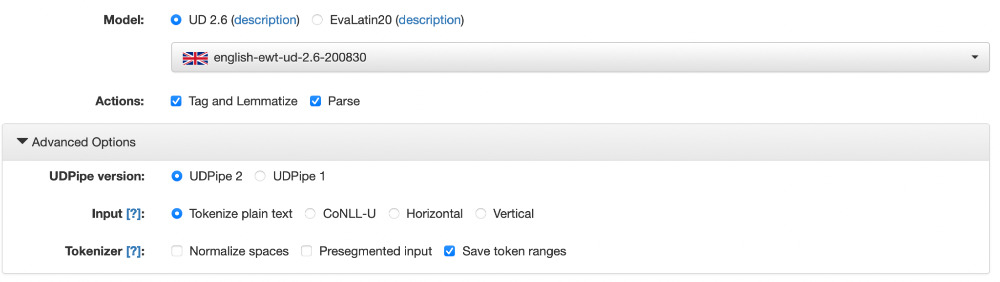 Model: UD 2.6 (description) EvaLatin20 (description)
english-ewt-ud-2.6-200830
Actions: Tag and Lemmatize Parse
Advanced Options
UDPipe version: UDPipe 2 UDPipe 1
Input [?]: Tokenize plain text CoNLL-U Horizontal Vertical
Tokenizer [?]: Normalize spaces Presegmented input Save token ranges